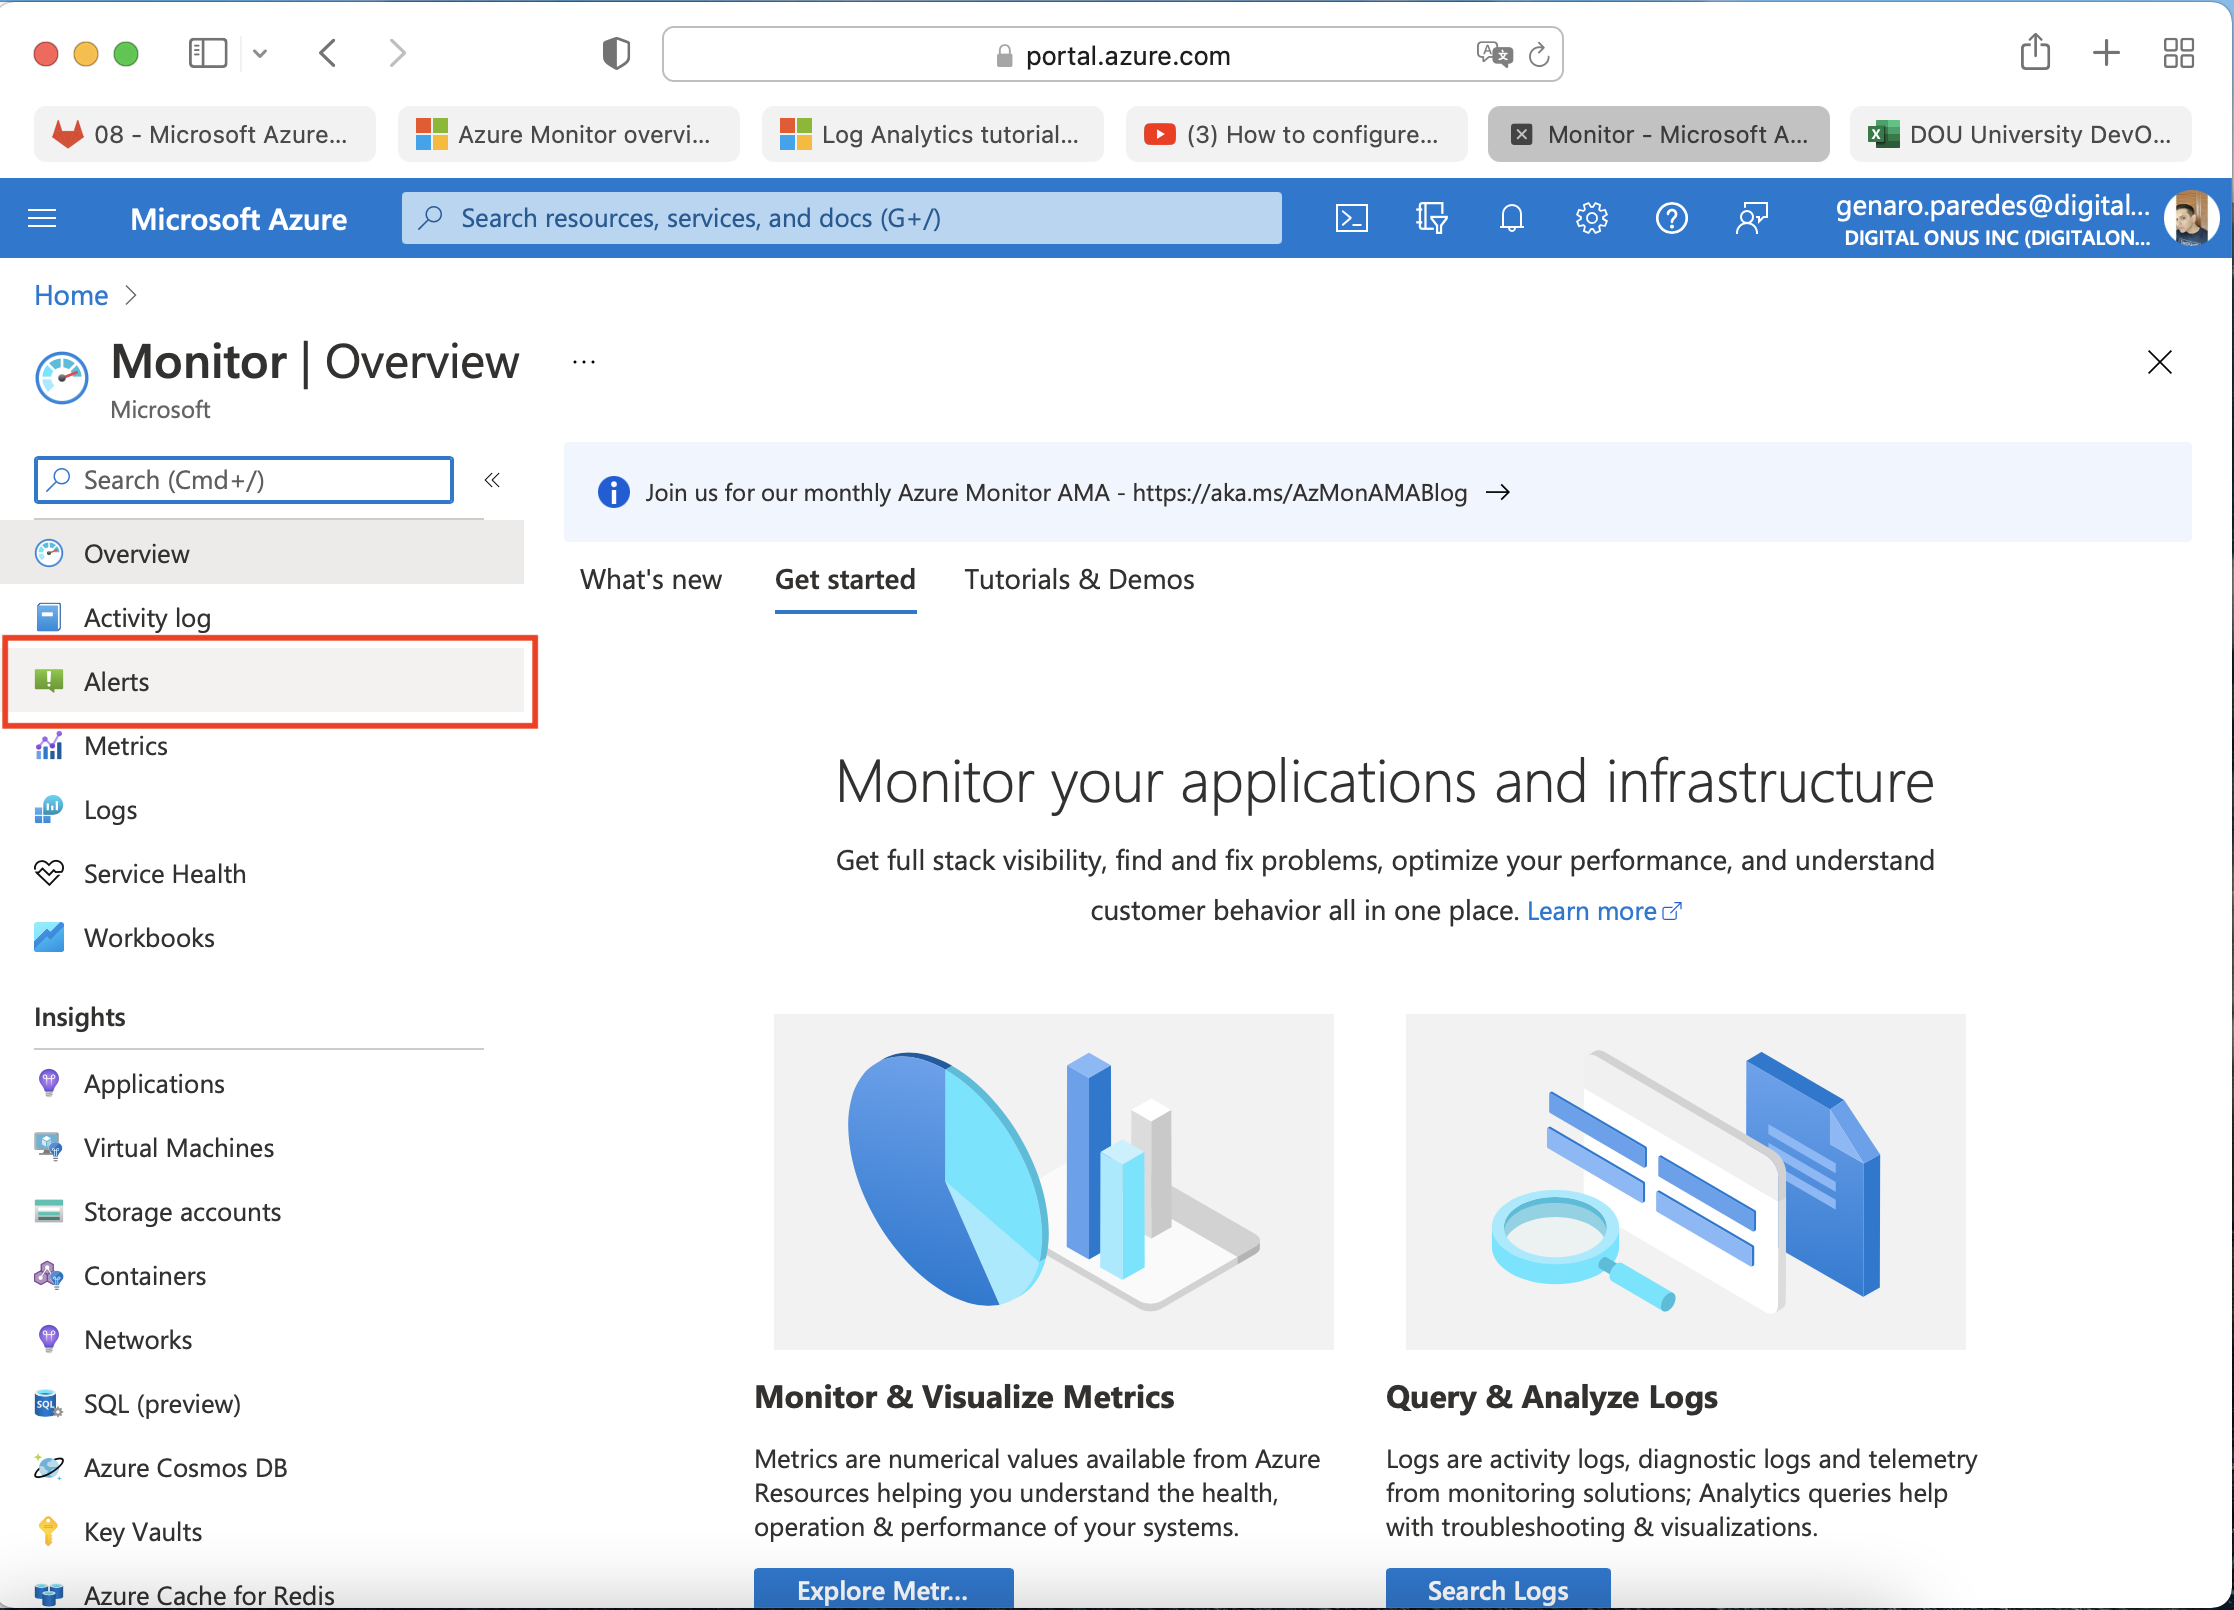 portal.azure.com
08 - Microsoft Azure...
Azure Monitor overvi...
Log Analytics tutorial...
(3) How to configure...
Monitor - Microsoft A...
DOU University DevO...
Microsoft Azure
Search resources, services, and docs (G+/)
genaro.paredes@digital...
DIGITAL ONUS INC (DIGITALON...
Home
Monitor | Overview
...
Microsoft
Search (Cmd+/)
«
Join us for our monthly Azure Monitor AMA - https://aka.ms/AzMonAMABlog →
Overview
Activity log
Alerts
Metrics
Logs
Service Health
Workbooks
Insights
Applications
Virtual Machines
Storage accounts
Containers
Networks
SQL (preview)
Azure Cosmos DB
Key Vaults
Azure Cache for Redis
What's new
Get started
Tutorials & Demos
Monitor your applications and infrastructure
Get full stack visibility, find and fix problems, optimize your performance, and understand
customer behavior all in one place. Learn more
Monitor & Visualize Metrics
Metrics are numerical values available from Azure
Resources helping you understand the health,
operation & performance of your systems.
Explore Metr...
Query & Analyze Logs
Logs are activity logs, diagnostic logs and telemetry
from monitoring solutions; Analytics queries help
with troubleshooting & visualizations.
Search Logs